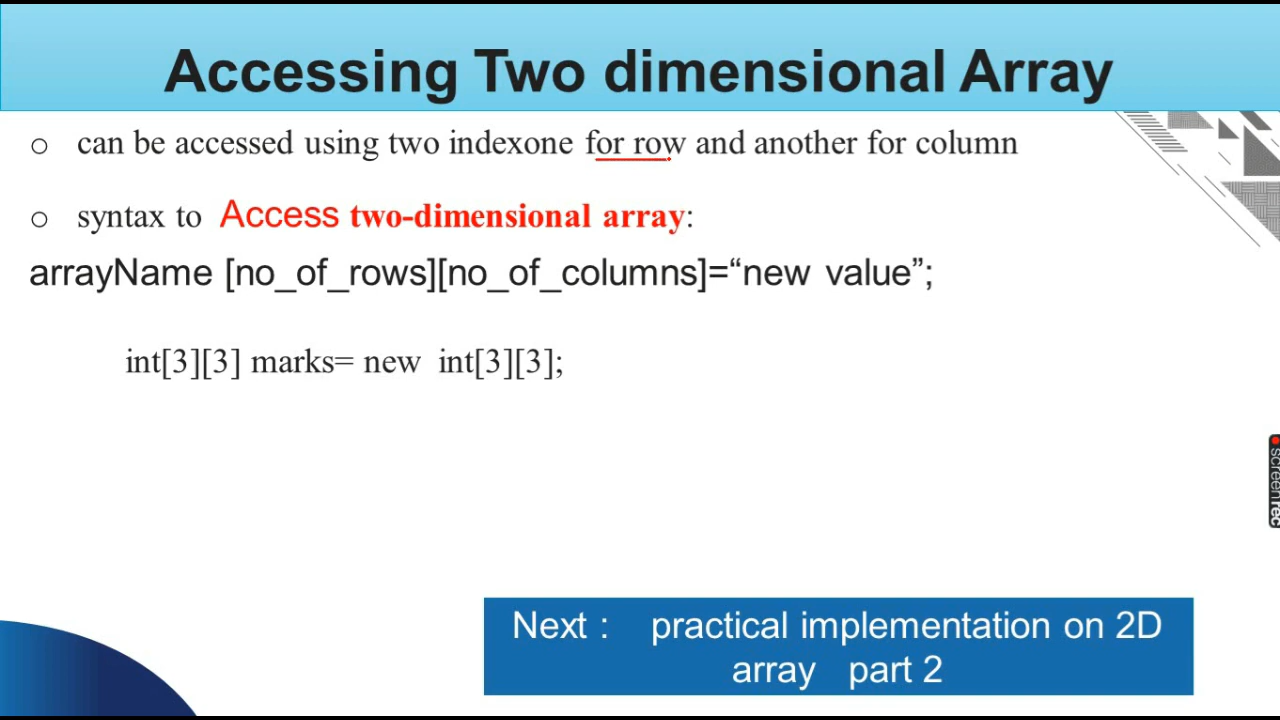 Accessing Two dimensional Array
o can be accessed using two indexone for row and another for column
o syntax to Access two-dimensional array:
arrayName [no_of_rows][no_of_columns]=“new value”;
int[3][3] marks= new int[3][3];
screenrec
Next : practical implementation on 2D
array part 2